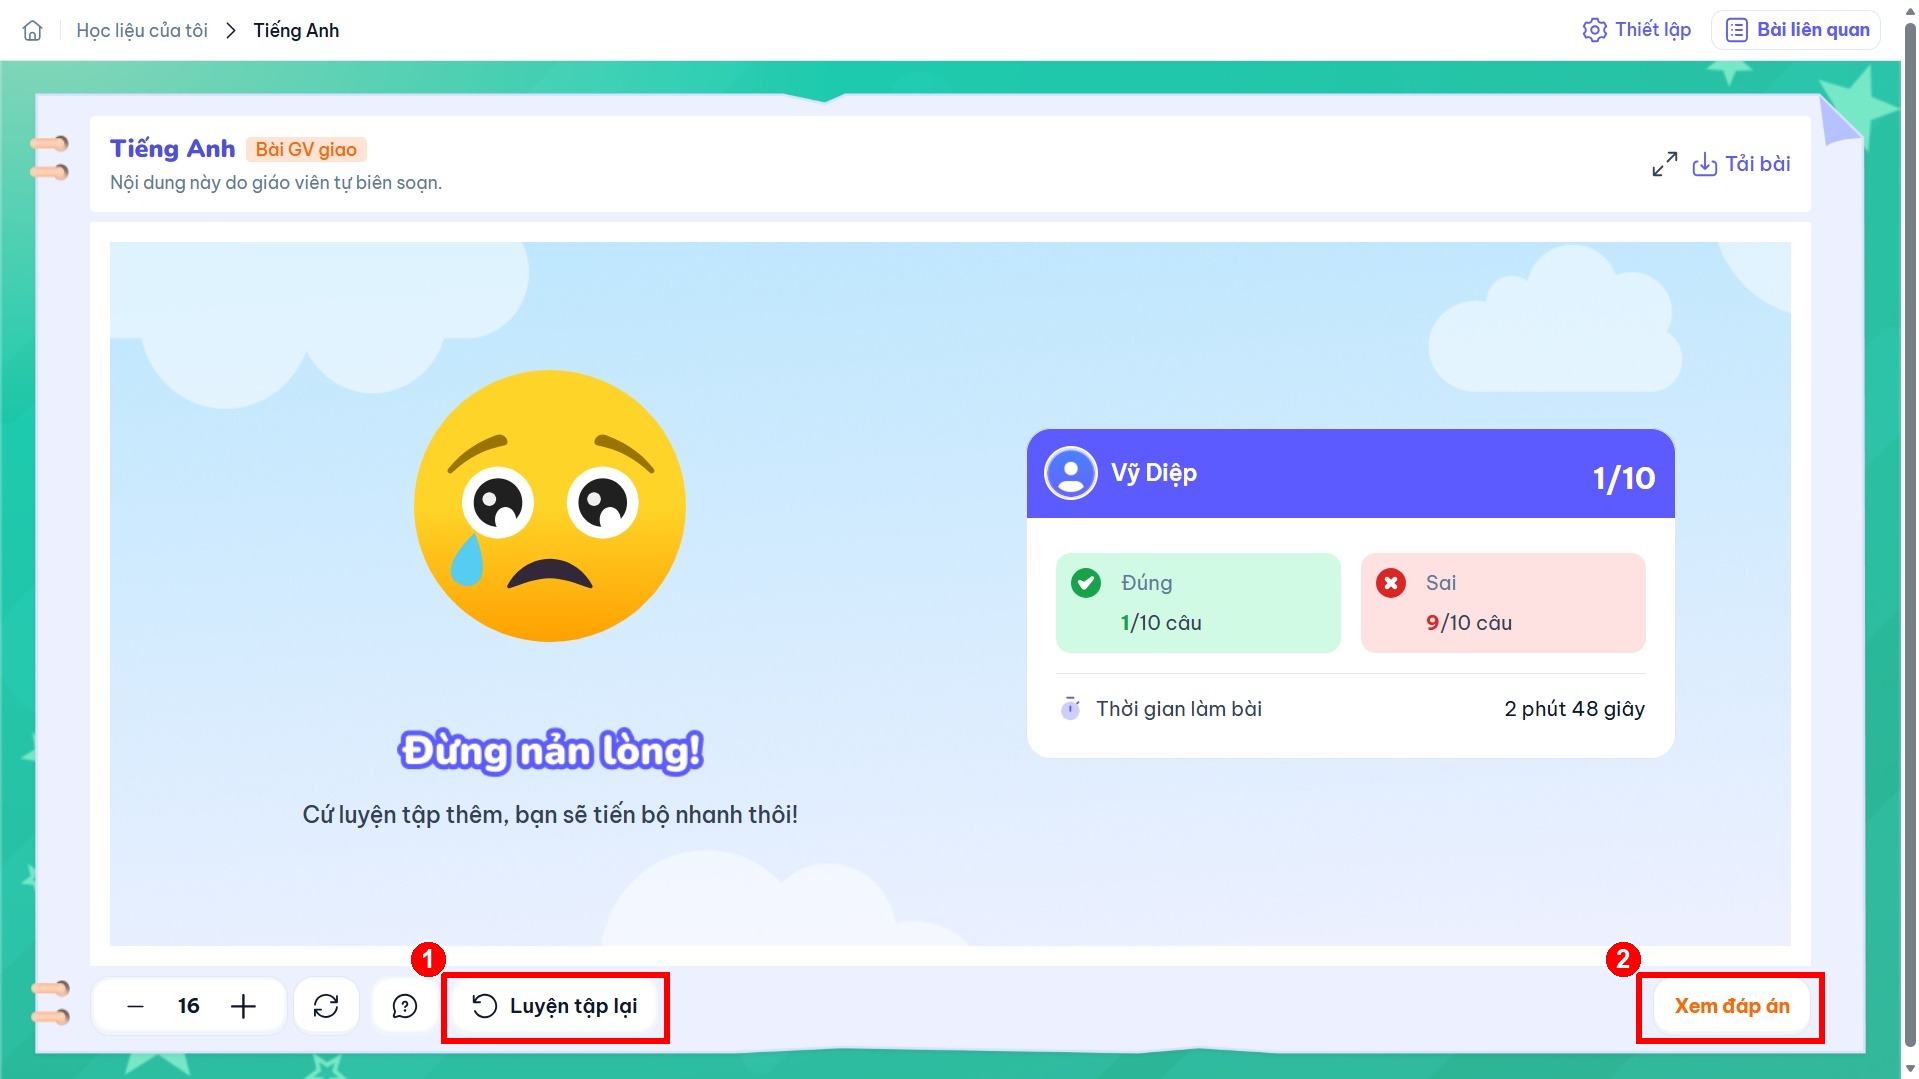 Học liệu của tôi > Tiếng Anh
Thiết lập
Bài liên quan
Tiếng Anh
Bài GV giao
Nội dung này do giáo viên tự biên soạn.
Tải bài
Vỹ Diệp
1/10
Đúng
1/10 câu
Sai
9/10 câu
Thời gian làm bài
2 phút 48 giây
Đừng nản lòng!
Cứ luyện tập thêm, bạn sẽ tiến bộ nhanh thôi!
1
2
16
Luyện tập lại
Xem đáp án